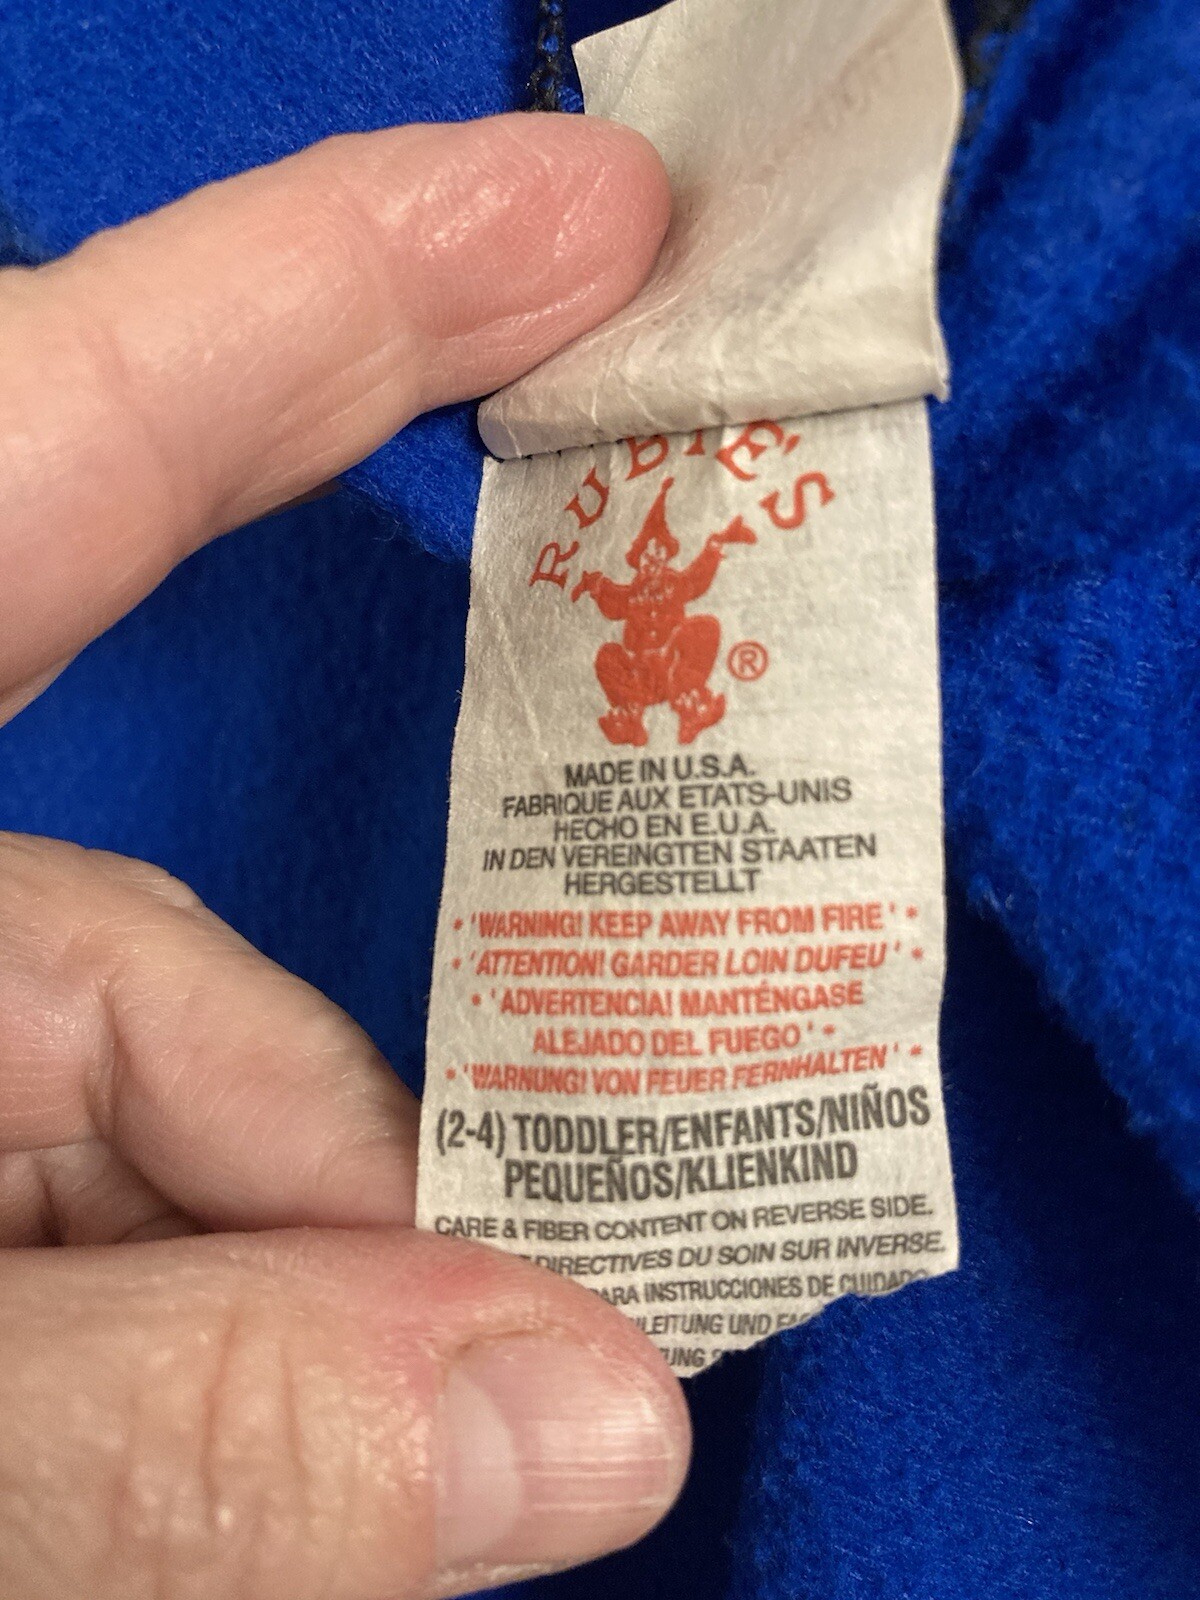 RUBIE'S
®
MADE IN U.S.A.
FABRIQUE AUX ETATS-UNIS
HECHO EN E.U.A.
IN DEN VEREINGTEN STAATEN
HERGESTELLT
• 'WARNING! KEEP AWAY FROM FIRE' •
• 'ATTENTION! GARDER LOIN DUFEU' •
• 'ADVERTENCIA! MANTÉNGASE
ALEJADO DEL FUEGO' •
• 'WARNUNG! VON FEUER FERNHALTEN' •
(2-4) TODDLER/ENFANTS/NIÑOS
PEQUEÑOS/KLIENKIND
CARE & FIBER CONTENT ON REVERSE SIDE.
DIRECTIVES DU SOIN SUR INVERSE.
PARA INSTRUCCIONES DE CUIDADO
UND